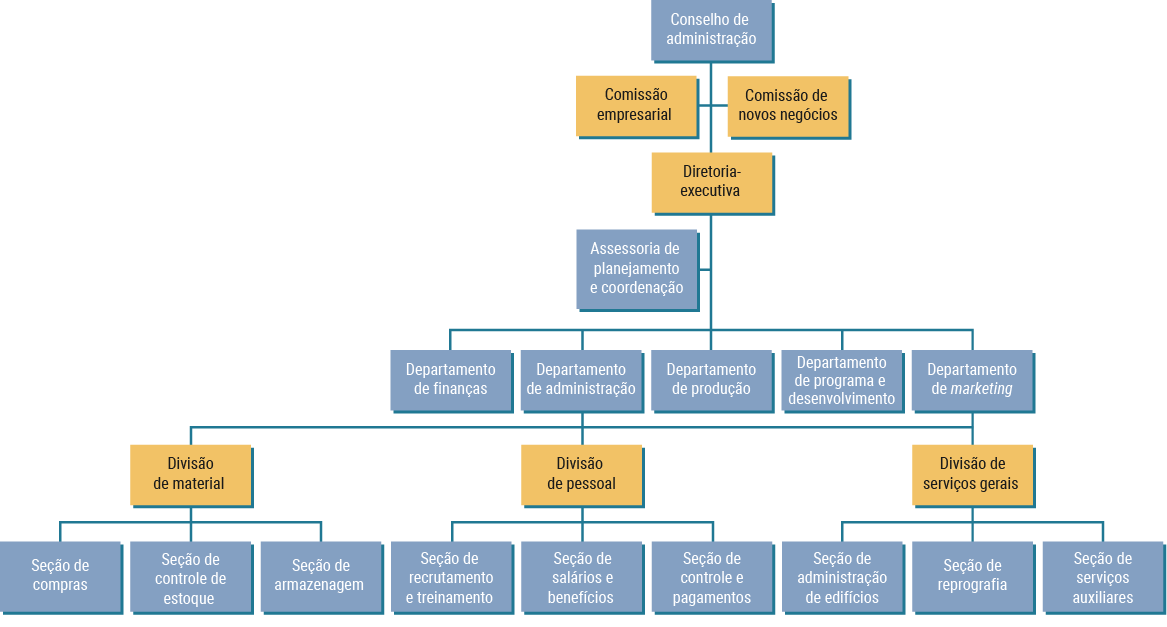 Conselho de
administração
Comissão
empresarial
Comissão de
novos negócios
Diretoria-
executiva
Assessoria de
planejamento
e coordenação
Departamento
de finanças
Departamento
de administração
Departamento
de produção
Departamento
de programa e
desenvolvimento
Departamento
de marketing
Divisão
de material
Divisão
de pessoal
Divisão de
serviços gerais
Seção de
compras
Seção de
controle de
estoque
Seção de
armazenagem
Seção de
recrutamento
e treinamento
Seção de
salários e
benefícios
Seção de
controle e
pagamentos
Seção de
administração
de edifícios
Seção de
reprografia
Seção de
serviços
auxiliares